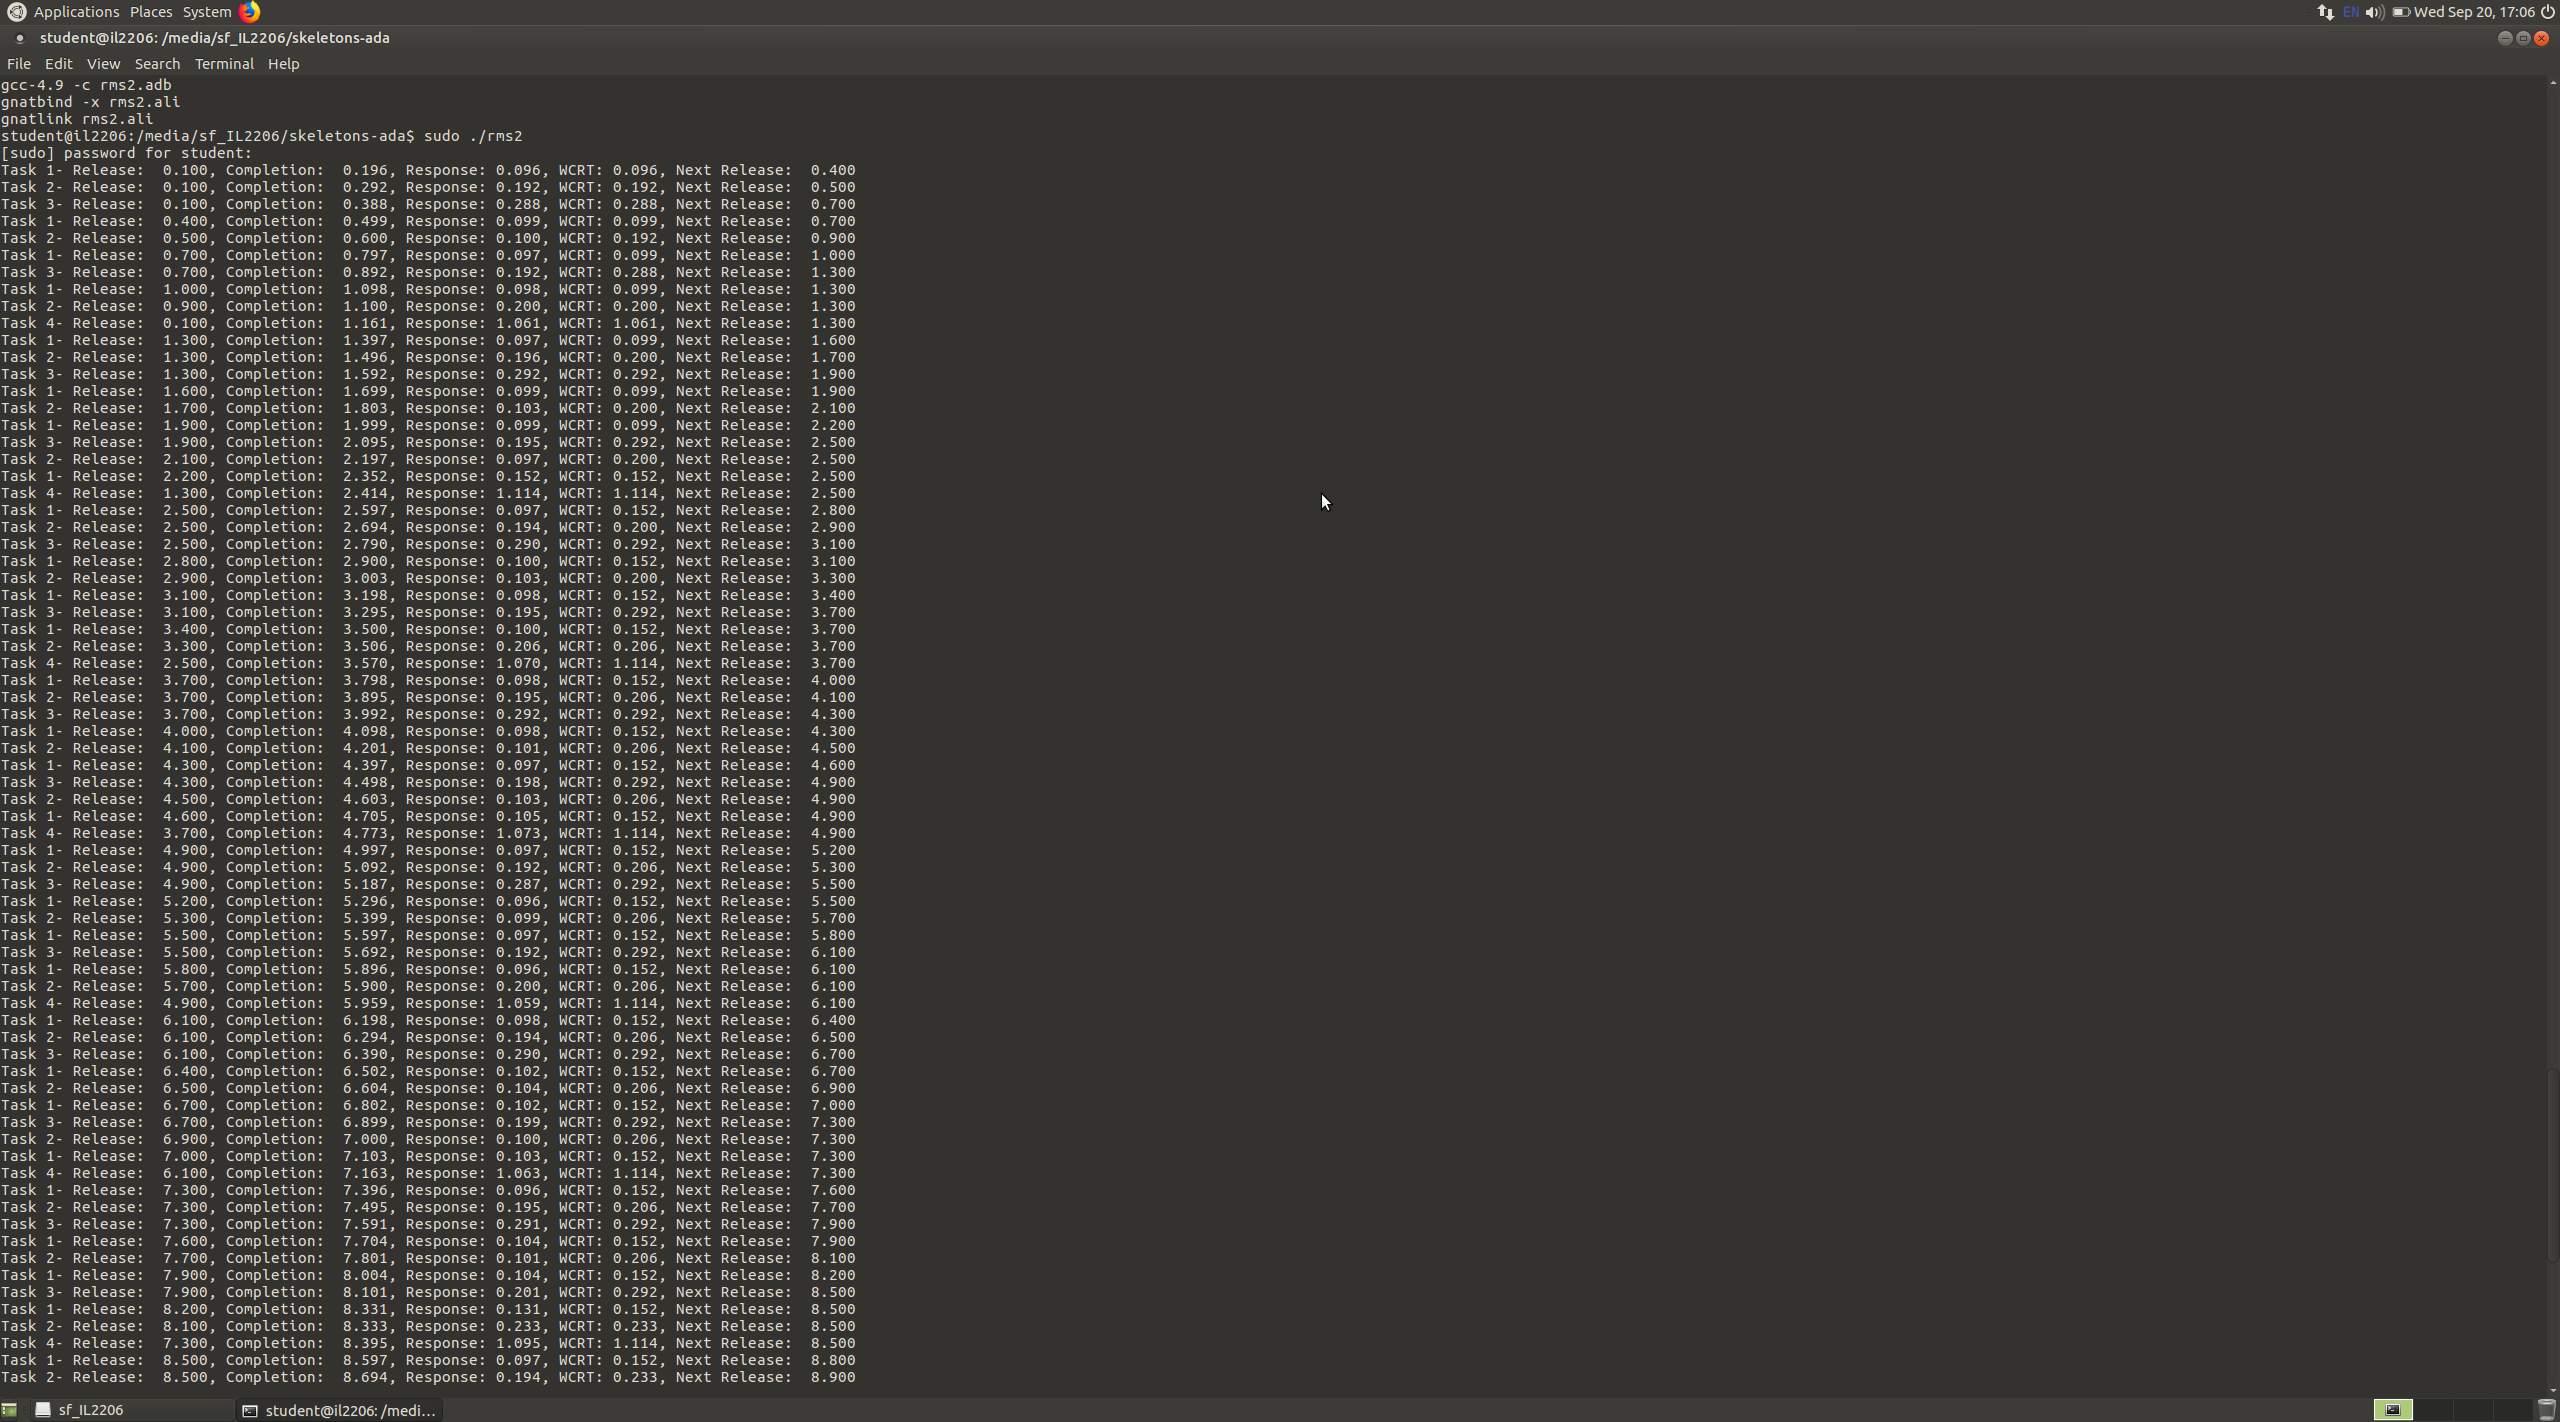 Applications Places System
EN Wed Sep 20, 17:06
student@il2206: /media/sf_IL2206/skeletons-ada
File Edit View Search Terminal Help
gcc-4.9 -c rms2.adb
gnatbind -x rms2.ali
gnatlink rms2.ali
student@il2206:/media/sf_IL2206/skeletons-ada$ sudo ./rms2
[sudo] password for student:
Task 1- Release:  0.100, Completion:  0.196, Response: 0.096, WCRT: 0.096, Next Release:  0.400
Task 2- Release:  0.100, Completion:  0.292, Response: 0.192, WCRT: 0.192, Next Release:  0.500
Task 3- Release:  0.100, Completion:  0.388, Response: 0.288, WCRT: 0.288, Next Release:  0.700
Task 1- Release:  0.400, Completion:  0.499, Response: 0.099, WCRT: 0.099, Next Release:  0.700
Task 2- Release:  0.500, Completion:  0.600, Response: 0.100, WCRT: 0.192, Next Release:  0.900
Task 1- Release:  0.700, Completion:  0.797, Response: 0.097, WCRT: 0.099, Next Release:  1.000
Task 3- Release:  0.700, Completion:  0.892, Response: 0.192, WCRT: 0.288, Next Release:  1.300
Task 1- Release:  1.000, Completion:  1.098, Response: 0.098, WCRT: 0.099, Next Release:  1.300
Task 2- Release:  0.900, Completion:  1.100, Response: 0.200, WCRT: 0.200, Next Release:  1.300
Task 4- Release:  0.100, Completion:  1.161, Response: 1.061, WCRT: 1.061, Next Release:  1.300
Task 1- Release:  1.300, Completion:  1.397, Response: 0.097, WCRT: 0.099, Next Release:  1.600
Task 2- Release:  1.300, Completion:  1.496, Response: 0.196, WCRT: 0.200, Next Release:  1.700
Task 3- Release:  1.300, Completion:  1.592, Response: 0.292, WCRT: 0.292, Next Release:  1.900
Task 1- Release:  1.600, Completion:  1.699, Response: 0.099, WCRT: 0.099, Next Release:  1.900
Task 2- Release:  1.700, Completion:  1.803, Response: 0.103, WCRT: 0.200, Next Release:  2.100
Task 1- Release:  1.900, Completion:  1.999, Response: 0.099, WCRT: 0.099, Next Release:  2.200
Task 3- Release:  1.900, Completion:  2.095, Response: 0.195, WCRT: 0.292, Next Release:  2.500
Task 2- Release:  2.100, Completion:  2.197, Response: 0.097, WCRT: 0.200, Next Release:  2.500
Task 1- Release:  2.200, Completion:  2.352, Response: 0.152, WCRT: 0.152, Next Release:  2.500
Task 4- Release:  1.300, Completion:  2.414, Response: 1.114, WCRT: 1.114, Next Release:  2.500
Task 1- Release:  2.500, Completion:  2.597, Response: 0.097, WCRT: 0.152, Next Release:  2.800
Task 2- Release:  2.500, Completion:  2.694, Response: 0.194, WCRT: 0.200, Next Release:  2.900
Task 3- Release:  2.500, Completion:  2.790, Response: 0.290, WCRT: 0.292, Next Release:  3.100
Task 1- Release:  2.800, Completion:  2.900, Response: 0.100, WCRT: 0.152, Next Release:  3.100
Task 2- Release:  2.900, Completion:  3.003, Response: 0.103, WCRT: 0.200, Next Release:  3.300
Task 1- Release:  3.100, Completion:  3.198, Response: 0.098, WCRT: 0.152, Next Release:  3.400
Task 3- Release:  3.100, Completion:  3.295, Response: 0.195, WCRT: 0.292, Next Release:  3.700
Task 1- Release:  3.400, Completion:  3.500, Response: 0.100, WCRT: 0.152, Next Release:  3.700
Task 2- Release:  3.300, Completion:  3.506, Response: 0.206, WCRT: 0.206, Next Release:  3.700
Task 4- Release:  2.500, Completion:  3.570, Response: 1.070, WCRT: 1.114, Next Release:  3.700
Task 1- Release:  3.700, Completion:  3.798, Response: 0.098, WCRT: 0.152, Next Release:  4.000
Task 2- Release:  3.700, Completion:  3.895, Response: 0.195, WCRT: 0.206, Next Release:  4.100
Task 3- Release:  3.700, Completion:  3.992, Response: 0.292, WCRT: 0.292, Next Release:  4.300
Task 1- Release:  4.000, Completion:  4.098, Response: 0.098, WCRT: 0.152, Next Release:  4.300
Task 2- Release:  4.100, Completion:  4.201, Response: 0.101, WCRT: 0.206, Next Release:  4.500
Task 1- Release:  4.300, Completion:  4.397, Response: 0.097, WCRT: 0.152, Next Release:  4.600
Task 3- Release:  4.300, Completion:  4.498, Response: 0.198, WCRT: 0.292, Next Release:  4.900
Task 2- Release:  4.500, Completion:  4.603, Response: 0.103, WCRT: 0.206, Next Release:  4.900
Task 1- Release:  4.600, Completion:  4.705, Response: 0.105, WCRT: 0.152, Next Release:  4.900
Task 4- Release:  3.700, Completion:  4.773, Response: 1.073, WCRT: 1.114, Next Release:  4.900
Task 1- Release:  4.900, Completion:  4.997, Response: 0.097, WCRT: 0.152, Next Release:  5.200
Task 2- Release:  4.900, Completion:  5.092, Response: 0.192, WCRT: 0.206, Next Release:  5.300
Task 3- Release:  4.900, Completion:  5.187, Response: 0.287, WCRT: 0.292, Next Release:  5.500
Task 1- Release:  5.200, Completion:  5.296, Response: 0.096, WCRT: 0.152, Next Release:  5.500
Task 2- Release:  5.300, Completion:  5.399, Response: 0.099, WCRT: 0.206, Next Release:  5.700
Task 1- Release:  5.500, Completion:  5.597, Response: 0.097, WCRT: 0.152, Next Release:  5.800
Task 3- Release:  5.500, Completion:  5.692, Response: 0.192, WCRT: 0.292, Next Release:  6.100
Task 1- Release:  5.800, Completion:  5.896, Response: 0.096, WCRT: 0.152, Next Release:  6.100
Task 2- Release:  5.700, Completion:  5.900, Response: 0.200, WCRT: 0.206, Next Release:  6.100
Task 4- Release:  4.900, Completion:  5.959, Response: 1.059, WCRT: 1.114, Next Release:  6.100
Task 1- Release:  6.100, Completion:  6.198, Response: 0.098, WCRT: 0.152, Next Release:  6.400
Task 2- Release:  6.100, Completion:  6.294, Response: 0.194, WCRT: 0.206, Next Release:  6.500
Task 3- Release:  6.100, Completion:  6.390, Response: 0.290, WCRT: 0.292, Next Release:  6.700
Task 1- Release:  6.400, Completion:  6.502, Response: 0.102, WCRT: 0.152, Next Release:  6.700
Task 2- Release:  6.500, Completion:  6.604, Response: 0.104, WCRT: 0.206, Next Release:  6.900
Task 1- Release:  6.700, Completion:  6.802, Response: 0.102, WCRT: 0.152, Next Release:  7.000
Task 3- Release:  6.700, Completion:  6.899, Response: 0.199, WCRT: 0.292, Next Release:  7.300
Task 2- Release:  6.900, Completion:  7.000, Response: 0.100, WCRT: 0.206, Next Release:  7.300
Task 1- Release:  7.000, Completion:  7.103, Response: 0.103, WCRT: 0.152, Next Release:  7.300
Task 4- Release:  6.100, Completion:  7.163, Response: 1.063, WCRT: 1.114, Next Release:  7.300
Task 1- Release:  7.300, Completion:  7.396, Response: 0.096, WCRT: 0.152, Next Release:  7.600
Task 2- Release:  7.300, Completion:  7.495, Response: 0.195, WCRT: 0.206, Next Release:  7.700
Task 3- Release:  7.300, Completion:  7.591, Response: 0.291, WCRT: 0.292, Next Release:  7.900
Task 1- Release:  7.600, Completion:  7.704, Response: 0.104, WCRT: 0.152, Next Release:  7.900
Task 2- Release:  7.700, Completion:  7.801, Response: 0.101, WCRT: 0.206, Next Release:  8.100
Task 1- Release:  7.900, Completion:  8.004, Response: 0.104, WCRT: 0.152, Next Release:  8.200
Task 3- Release:  7.900, Completion:  8.101, Response: 0.201, WCRT: 0.292, Next Release:  8.500
Task 1- Release:  8.200, Completion:  8.331, Response: 0.131, WCRT: 0.152, Next Release:  8.500
Task 2- Release:  8.100, Completion:  8.333, Response: 0.233, WCRT: 0.233, Next Release:  8.500
Task 4- Release:  7.300, Completion:  8.395, Response: 1.095, WCRT: 1.114, Next Release:  8.500
Task 1- Release:  8.500, Completion:  8.597, Response: 0.097, WCRT: 0.152, Next Release:  8.800
Task 2- Release:  8.500, Completion:  8.694, Response: 0.194, WCRT: 0.233, Next Release:  8.900
sf_IL2206 student@il2206: /medi...